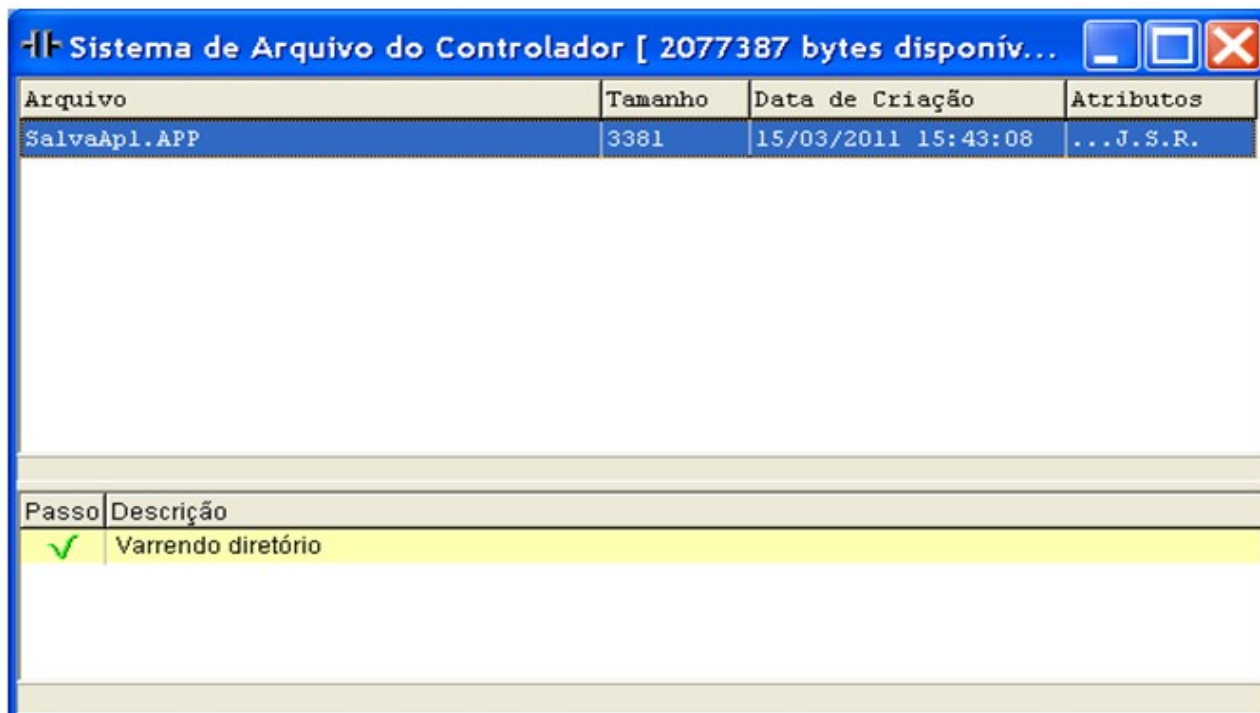 Sistema de Arquivo do Controlador [ 2077387 bytes disponív...
Arquivo Tamanho Data de Criação Atributos
SalvaApl.APP 3381 15/03/2011 15:43:08 ...J.S.R.
Passo Descrição
Varrendo diretório